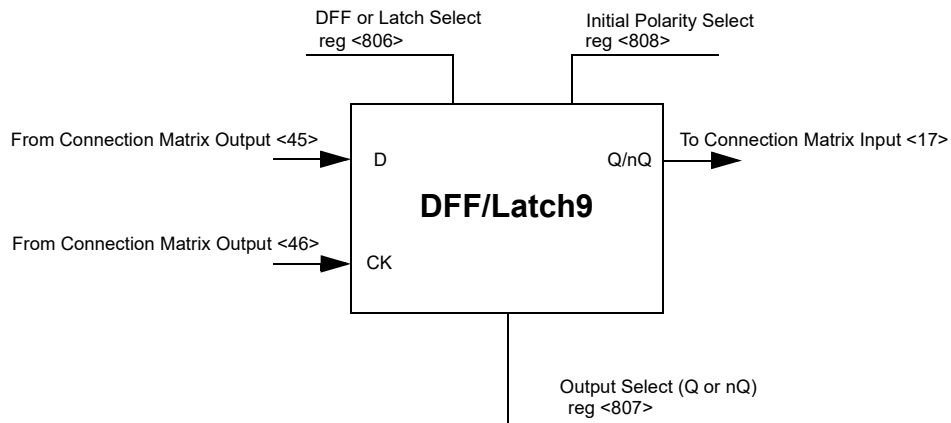 DFF or Latch Select
reg <806>
Initial Polarity Select
reg <808>
From Connection Matrix Output <45>
To Connection Matrix Input <17>
D
Q/nQ
DFF/Latch9
From Connection Matrix Output <46>
CK
Output Select (Q or nQ)
reg <807>